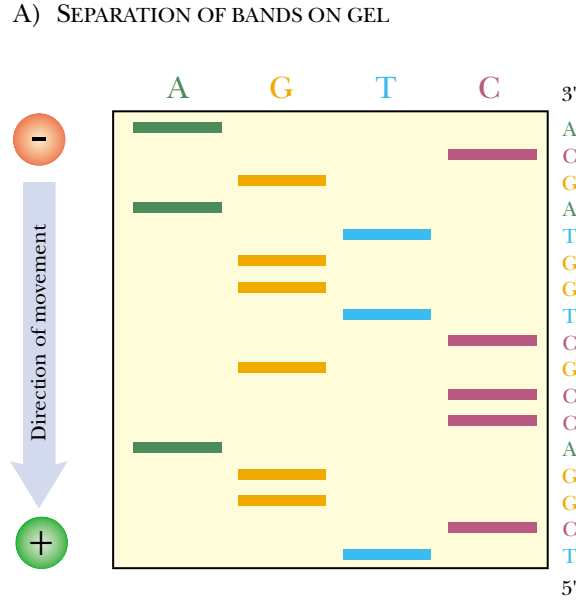 A) SEPARATION OF BANDS ON GEL
A G T C
3'
-
A
C
G
A
T
G
G
T
C
G
C
C
A
G
G
C
T
5'
Direction of movement
+